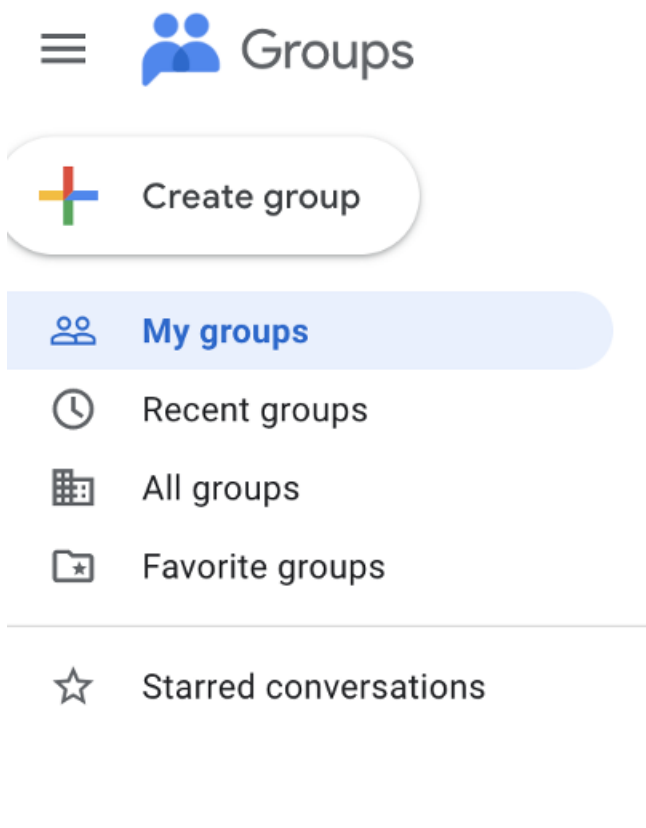 Groups
Create group
My groups
Recent groups
All groups
Favorite groups
Starred conversations